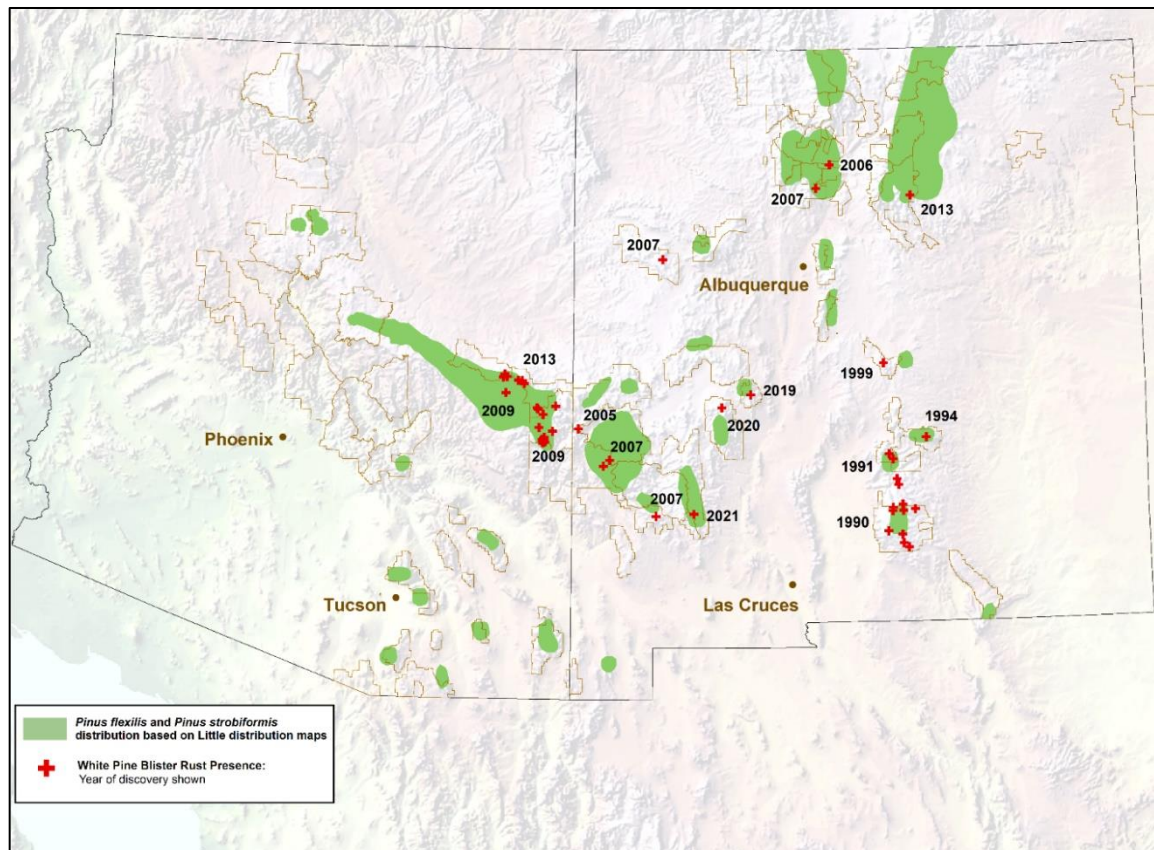 2006
2007
2013
2007
Albuquerque
2013
1999
2019
2009
2005
2020
1994
Phoenix
2009
2007
1991
2007
2021
1990
Tucson
Las Cruces
Pinus flexilis and Pinus strobiformis
distribution based on Little distribution maps
White Pine Blister Rust Presence:
Year of discovery shown